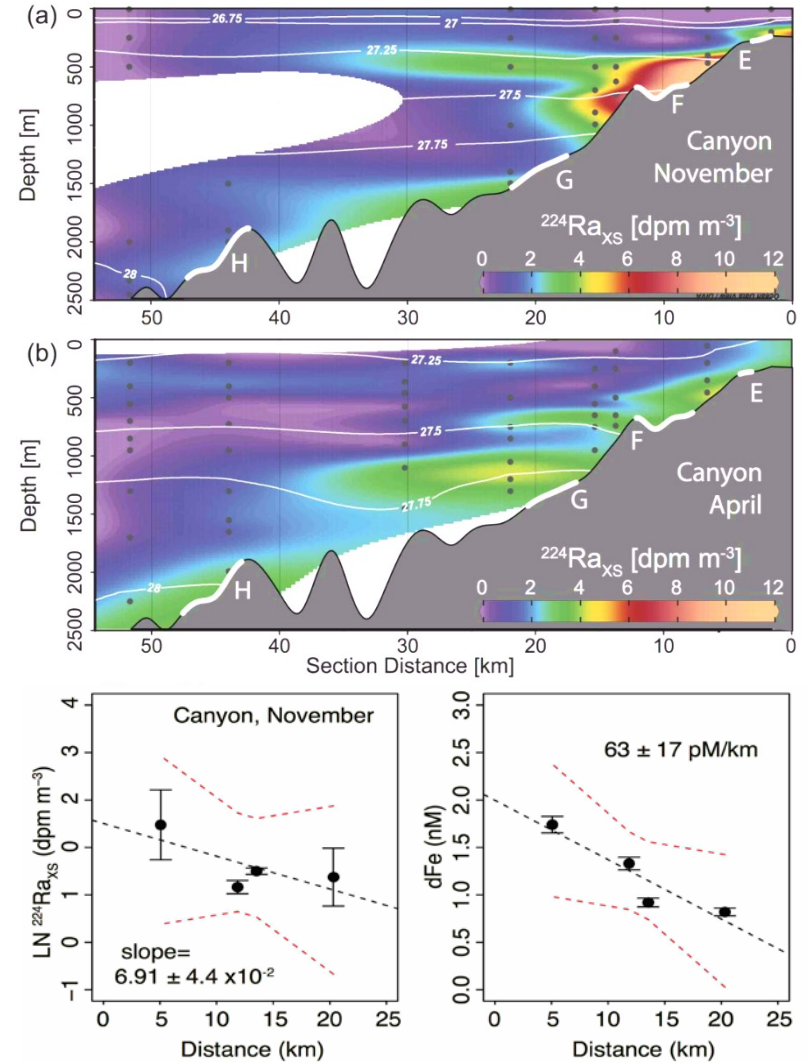 (a)
0
500
1000
1500
2000
2500
Depth [m]
26.75
27
27.25
27.5
27.75
28
E
F
G
H
Canyon
November
²²⁴Ra_XS [dpm m⁻³]
0 2 4 6 8 10 12
50 40 30 20 10 0
(b)
0
500
1000
1500
2000
2500
Depth [m]
27.25
27.5
27.75
28
E
F
G
H
Canyon
April
²²⁴Ra_XS [dpm m⁻³]
0 2 4 6 8 10 12
50 40 30 20 10 0
Section Distance [km]
LN ²²⁴Ra_XS (dpm m⁻³)
4
3
2
0
1
0
−1
Canyon, November
slope=
6.91 ± 4.4 x10⁻²
0 5 10 15 20 25
Distance (km)
dFe (nM)
3.0
2.5
2.0
1.5
1.0
0.5
0.0
63 ± 17 pM/km
0 5 10 15 20 25
Distance (km)